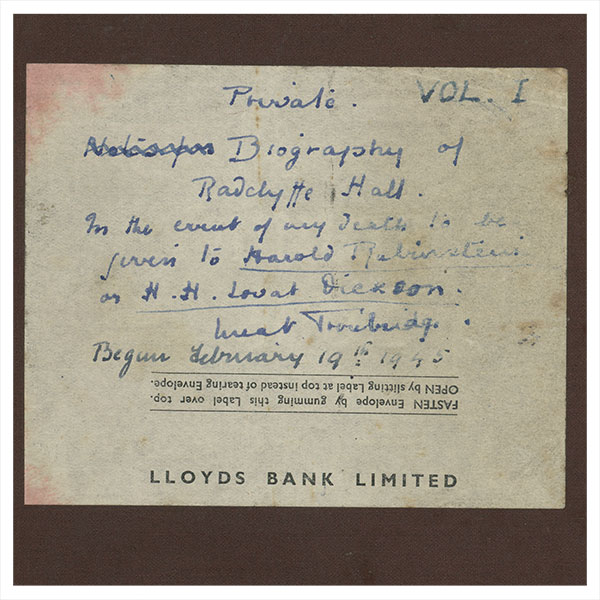 Private. VOL. I
Notes for Biography of
Radclyffe Hall.
In the event of my death to be
given to Harold Rubinstein
or H. H. Lovat Dickson.
Troubridge.
Begun February 19th 1945
FASTEN Envelope by gumming this Label over top.
OPEN by slitting Label at top instead of tearing Envelope.
LLOYDS BANK LIMITED